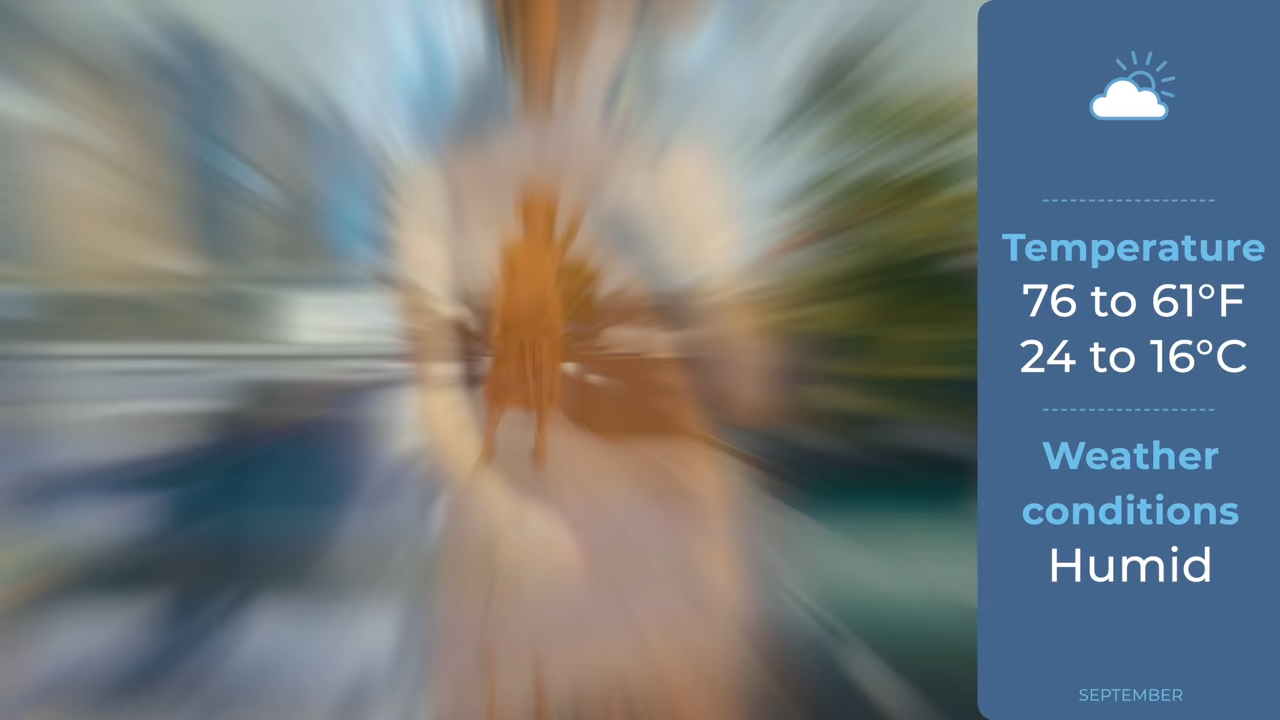 Temperature
76 to 61°F
24 to 16°C
Weather
conditions
Humid
SEPTEMBER